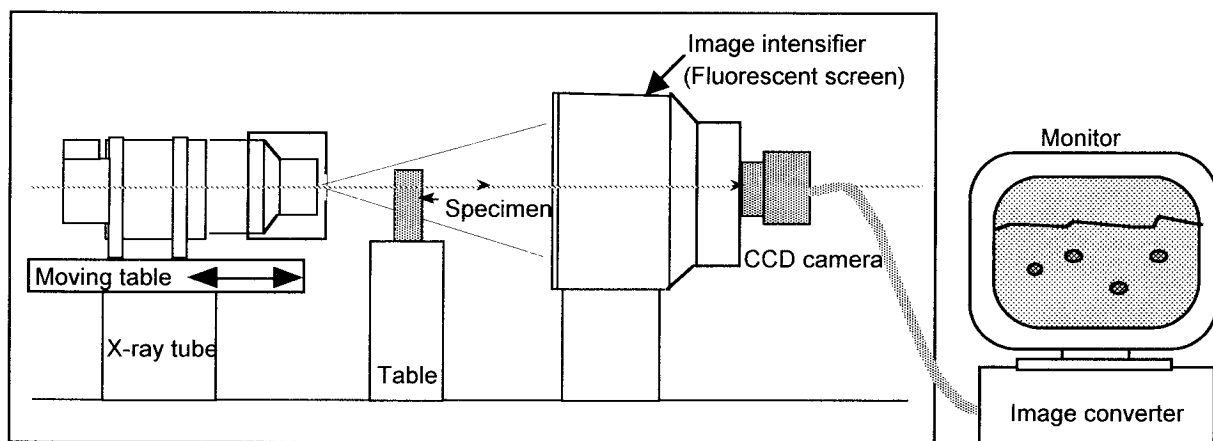 Image intensifier
(Fluorescent screen)
Monitor
Specimen
CCD camera
Moving table
X-ray tube
Table
Image converter